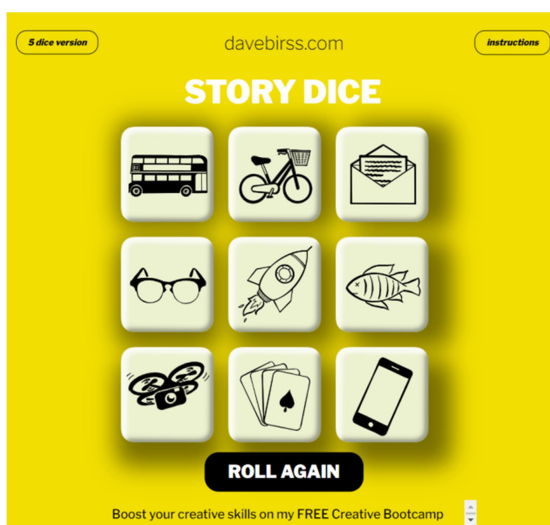 5 dice version
davebirss.com
instructions
STORY DICE
ROLL AGAIN
Boost your creative skills on my FREE Creative Bootcamp